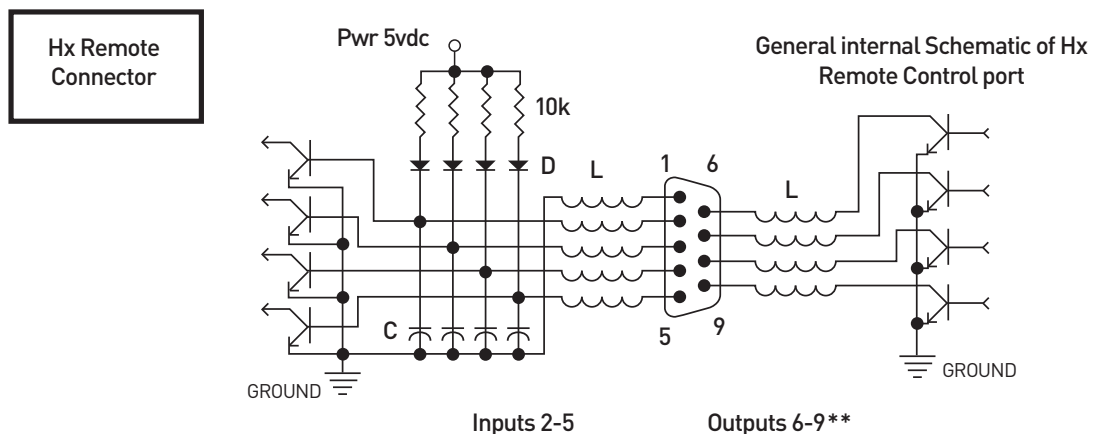 Hx Remote
Connector
Pwr 5vdc
General internal Schematic of Hx
Remote Control port
10k
D
L
1
6
L
C
5
9
GROUND
GROUND
Inputs 2-5
Outputs 6-9**